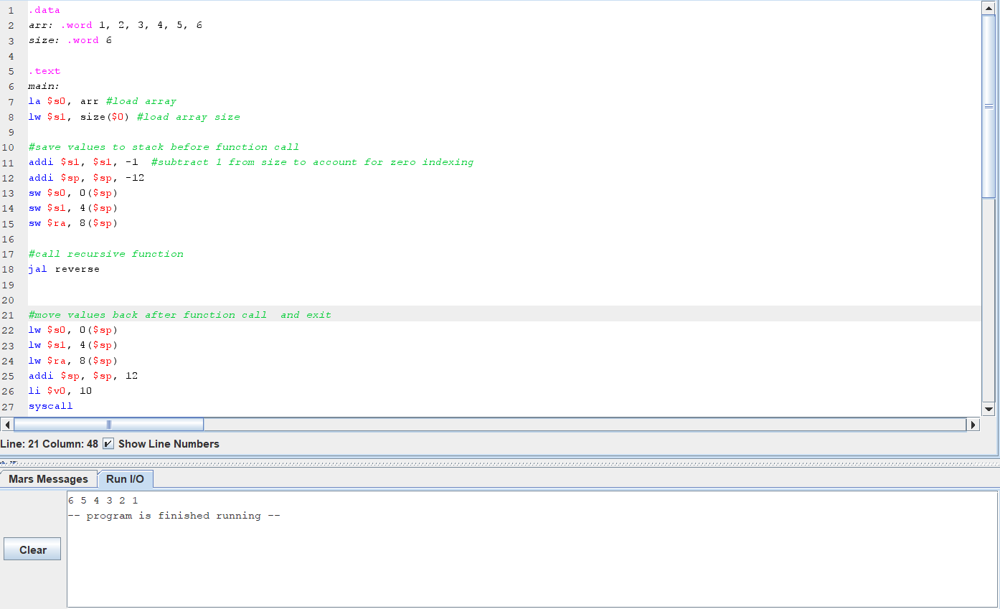 1 .data
2 arr: .word 1, 2, 3, 4, 5, 6
3 size: .word 6
4
5 .text
6 main:
7 la $s0, arr #load array
8 lw $s1, size($0) #load array size
9
10 #save values to stack before function call
11 addi $s1, $s1, -1  #subtract 1 from size to account for zero indexing
12 addi $sp, $sp, -12
13 sw $s0, 0($sp)
14 sw $s1, 4($sp)
15 sw $ra, 8($sp)
16
17 #call recursive function
18 jal reverse
19
20
21 #move values back after function call  and exit
22 lw $s0, 0($sp)
23 lw $s1, 4($sp)
24 lw $ra, 8($sp)
25 addi $sp, $sp, 12
26 li $v0, 10
27 syscall
Line: 21 Column: 48 Show Line Numbers
Mars Messages Run I/O
6 5 4 3 2 1
-- program is finished running --
Clear